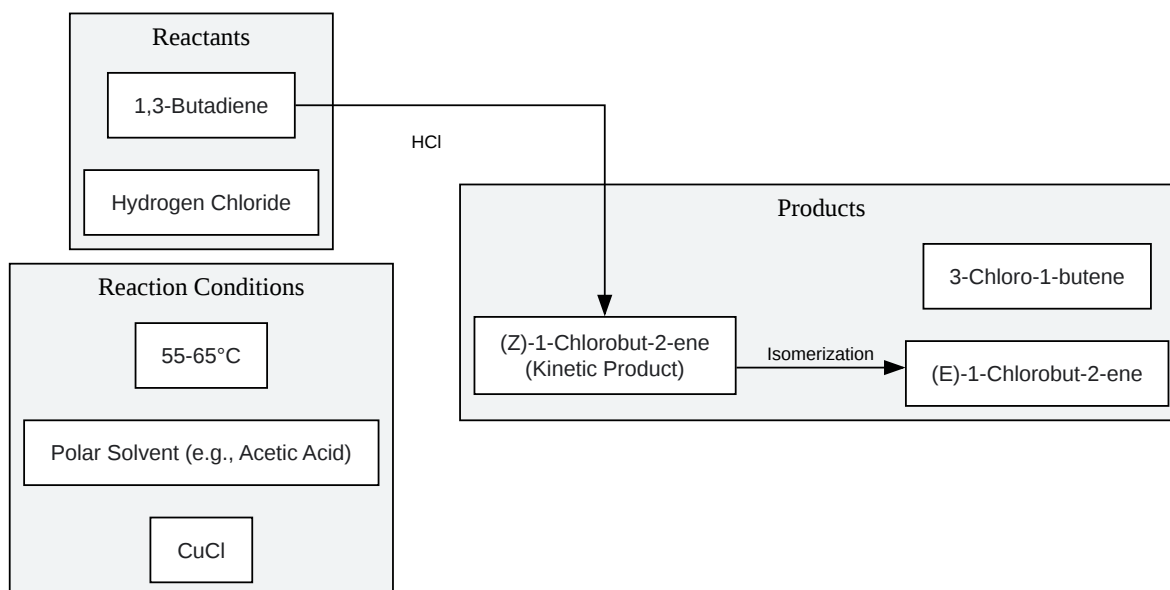 Reactants
1,3-Butadiene
HCl
Hydrogen Chloride
Products
Reaction Conditions
3-Chloro-1-butene
55-65°C
(Z)-1-Chlorobut-2-ene
(Kinetic Product)
Isomerization
(E)-1-Chlorobut-2-ene
Polar Solvent (e.g., Acetic Acid)
CuCl